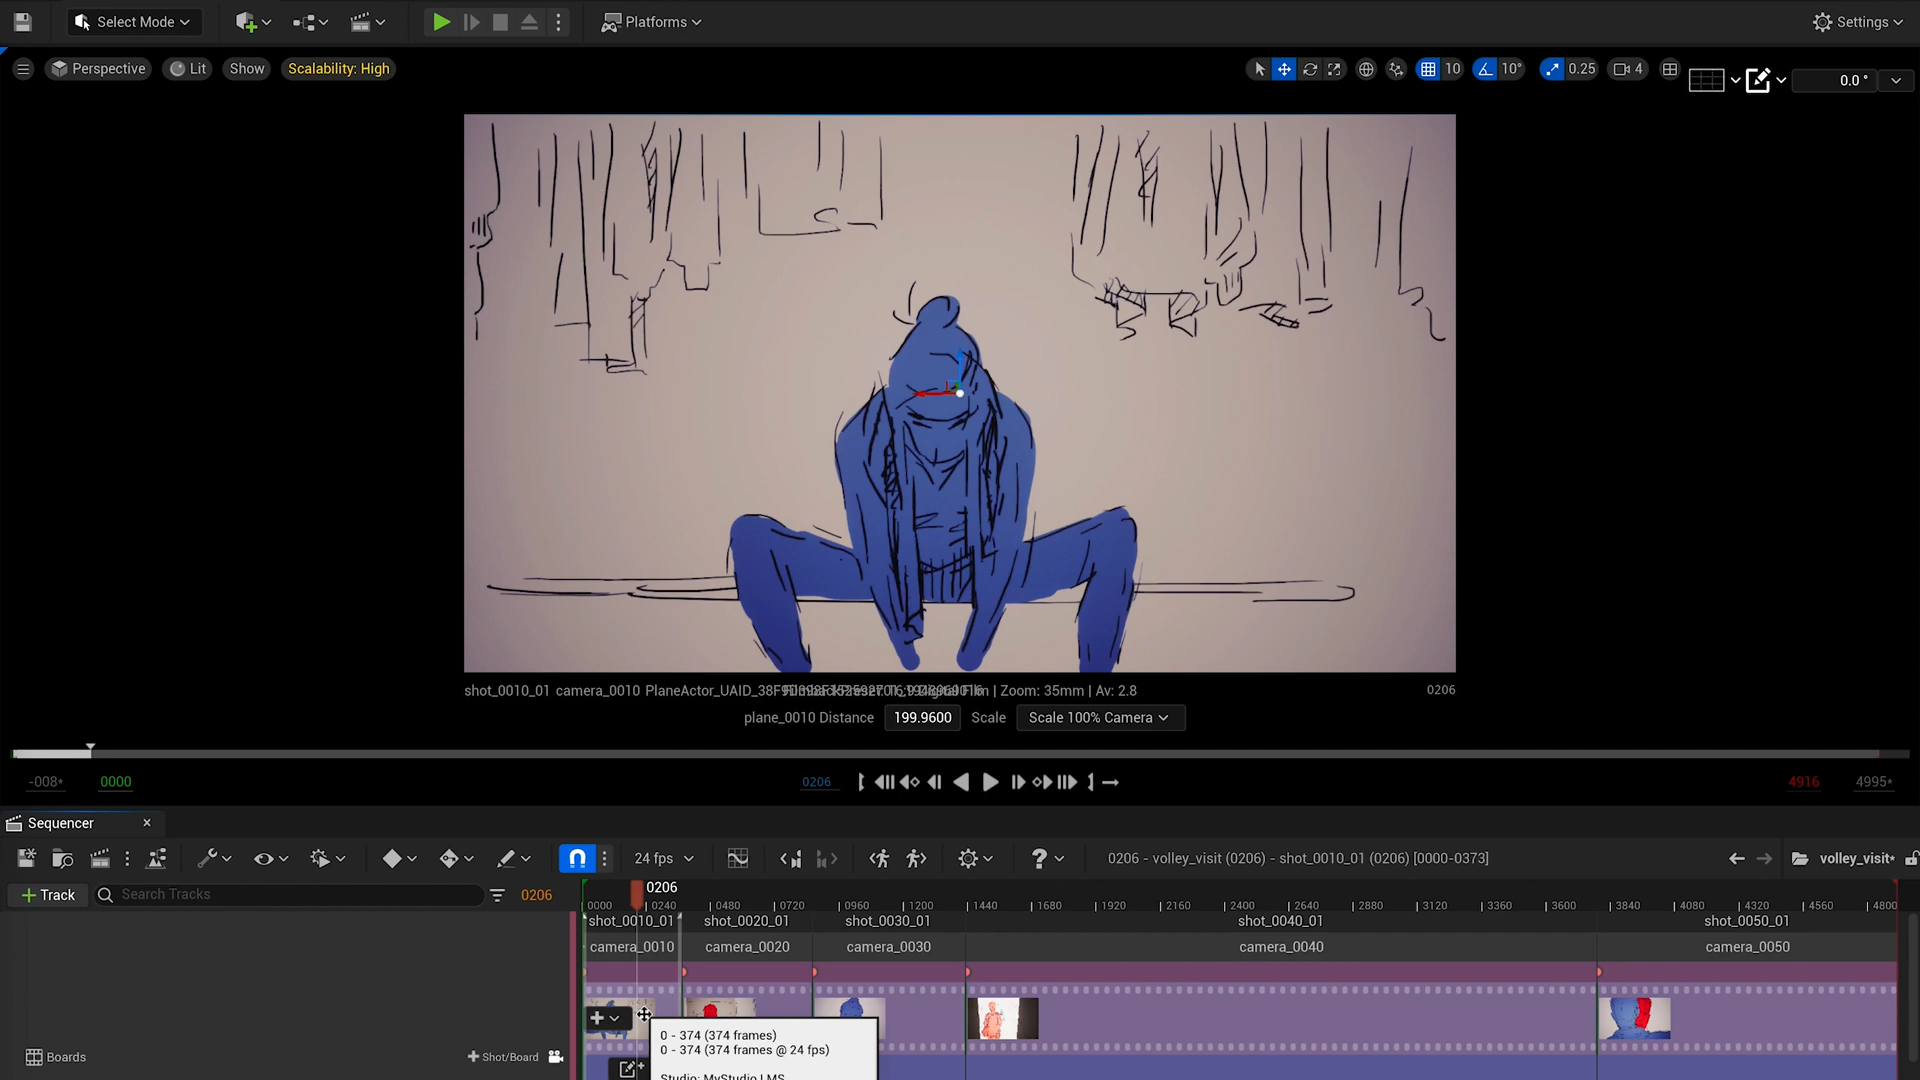 Select Mode
Platforms
Settings
Perspective
Lit
Show
Scalability: High
10
10°
0.25
4
0.0 °
shot_0010_01 camera_0010
| Zoom: 35mm | Av: 2.8
0206
plane_0010 Distance
199.9600
Scale
Scale 100% Camera
-008*
0000
0206
4916
4995*
Sequencer
24 fps
0206 - volley_visit (0206) - shot_0010_01 (0206) [0000-0373]
volley_visit*
Track
Search Tracks
0206
0206
0000
0240
0480
0720
0960
1200
1440
1680
1920
2160
2400
2640
2880
3120
3360
3600
3840
4080
4320
4560
4800
shot_0010_01
shot_0020_01
shot_0030_01
shot_0040_01
shot_0050_01
camera_0010
camera_0020
camera_0030
camera_0040
camera_0050
0 - 374 (374 frames)
0 - 374 (374 frames @ 24 fps)
Studio: MyStudio LMS
Boards
Shot/Board